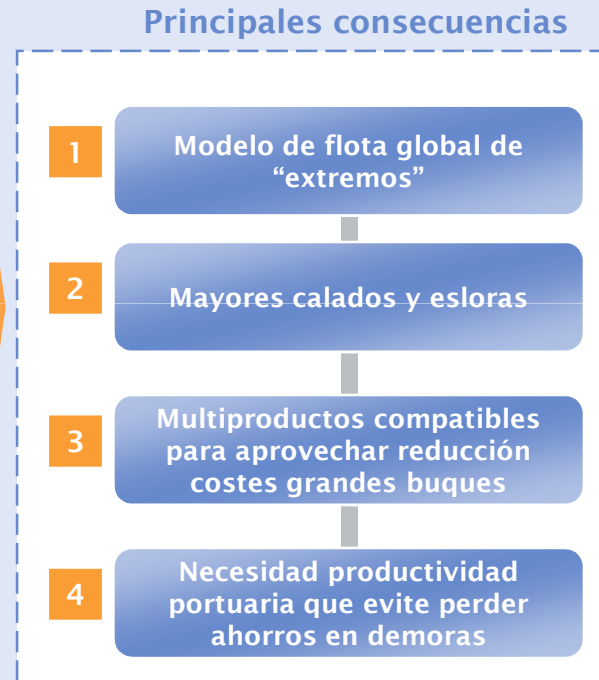 Principales consecuencias
1
Modelo de flota global de
“extremos”
2
Mayores calados y esloras
3
Multiproductos compatibles
para aprovechar reducción
costes grandes buques
4
Necesidad productividad
portuaria que evite perder
ahorros en demoras